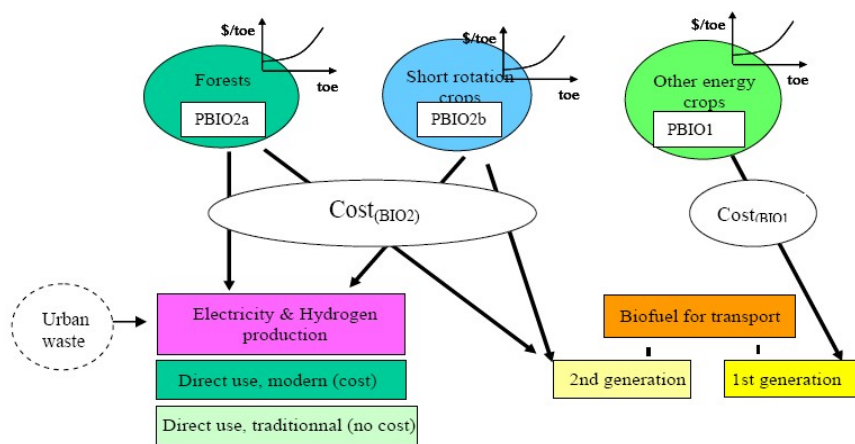 $/toe
$/toe
$/toe
Forests
toe
PBIO2a
Short rotation
crops
toe
PBIO2b
Other energy
crops
toe
PBIO1
Cost(BIO2)
Cost(BIO1
Urban
waste
Electricity & Hydrogen
production
Biofuel for transport
Direct use, modern (cost)
2nd generation
1st generation
Direct use, traditionnal (no cost)